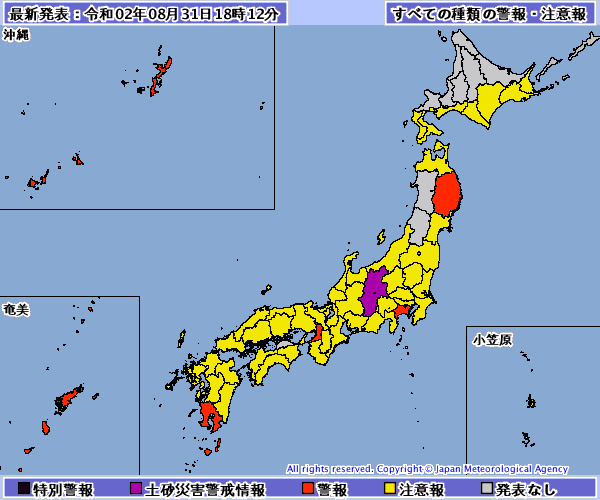 最新発表：令和02年08月31日18時12分
すべての種類の警報・注意報
沖縄
奄美
小笠原
All rights reserved. Copyright © Japan Meteorological Agency
特別警報 土砂災害警戒情報 警報 注意報 発表なし